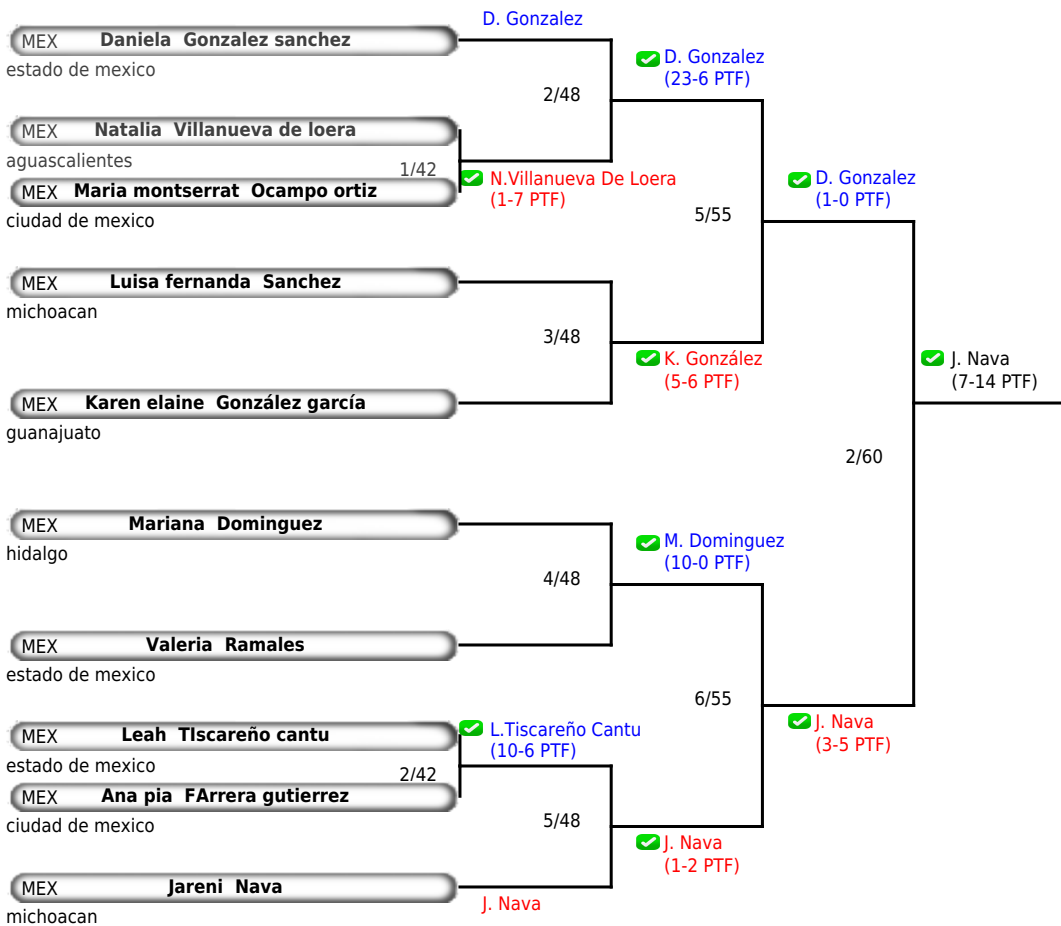 D. Gonzalez
MEX Daniela Gonzalez sanchez
estado de mexico
D. Gonzalez
(23-6 PTF)
2/48
MEX Natalia Villanueva de loera
aguascalientes
1/42
N.Villanueva De Loera
(1-7 PTF)
MEX Maria montserrat Ocampo ortiz
ciudad de mexico
D. Gonzalez
(1-0 PTF)
5/55
MEX Luisa fernanda Sanchez
michoacan
3/48
K. González
(5-6 PTF)
J. Nava
(7-14 PTF)
MEX Karen elaine González garcía
guanajuato
2/60
MEX Mariana Dominguez
hidalgo
M. Dominguez
(10-0 PTF)
4/48
MEX Valeria Ramales
estado de mexico
6/55
J. Nava
(3-5 PTF)
MEX Leah TIscareño cantu
estado de mexico
L.Tiscareño Cantu
(10-6 PTF)
2/42
MEX Ana pia FArrera gutierrez
ciudad de mexico
5/48
J. Nava
(1-2 PTF)
MEX Jareni Nava
michoacan
J. Nava